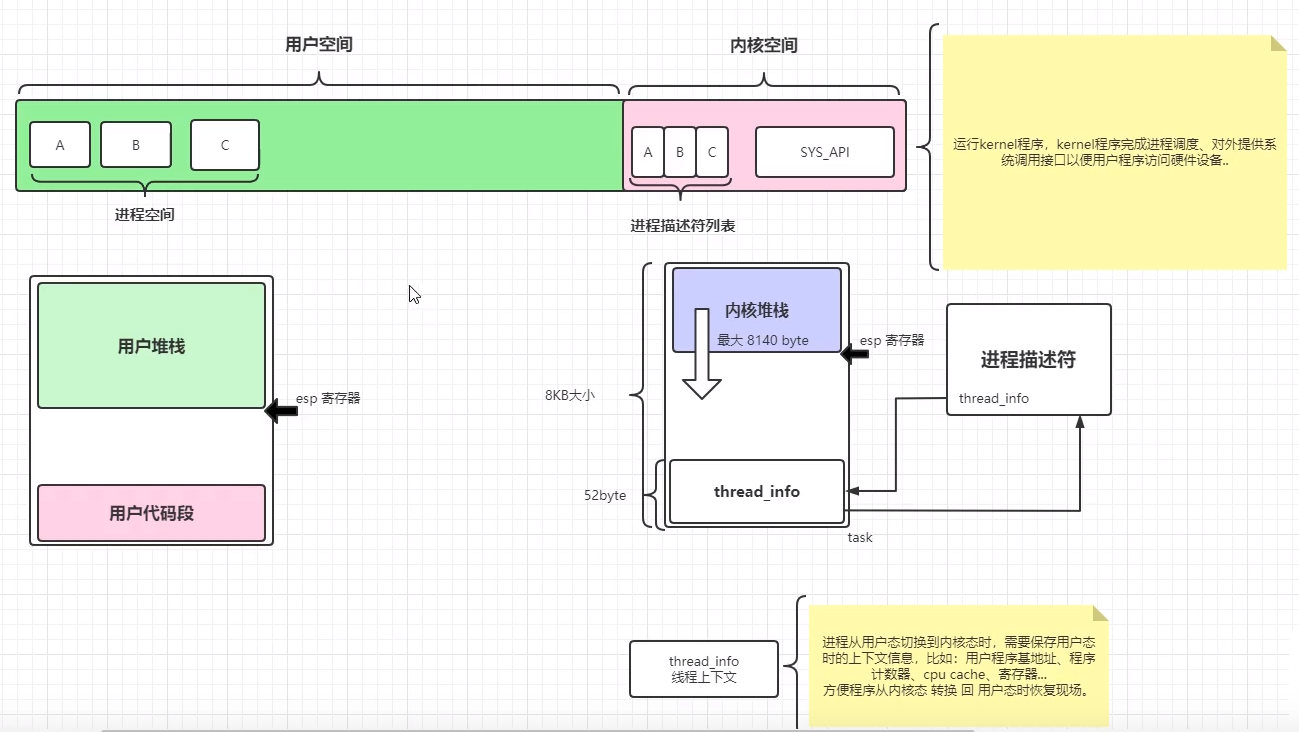 用户空间
内核空间
A
B
C
A
B
C
SYS_API
运行kernel程序，kernel程序完成进程调度、对外提供系
统调用接口以便用户程序访问硬件设备..
进程空间
进程描述符列表
用户堆栈
esp 寄存器
用户代码段
内核堆栈
最大 8140 byte
esp 寄存器
8KB大小
进程描述符
thread_info
52byte
thread_info
task
thread_info
线程上下文
进程从用户态切换到内核态时，需要保存用户态
时的上下文信息，比如：用户程序基地址、程序
计数器、cpu cache、寄存器...
方便程序从内核态 转换 回 用户态时恢复现场。